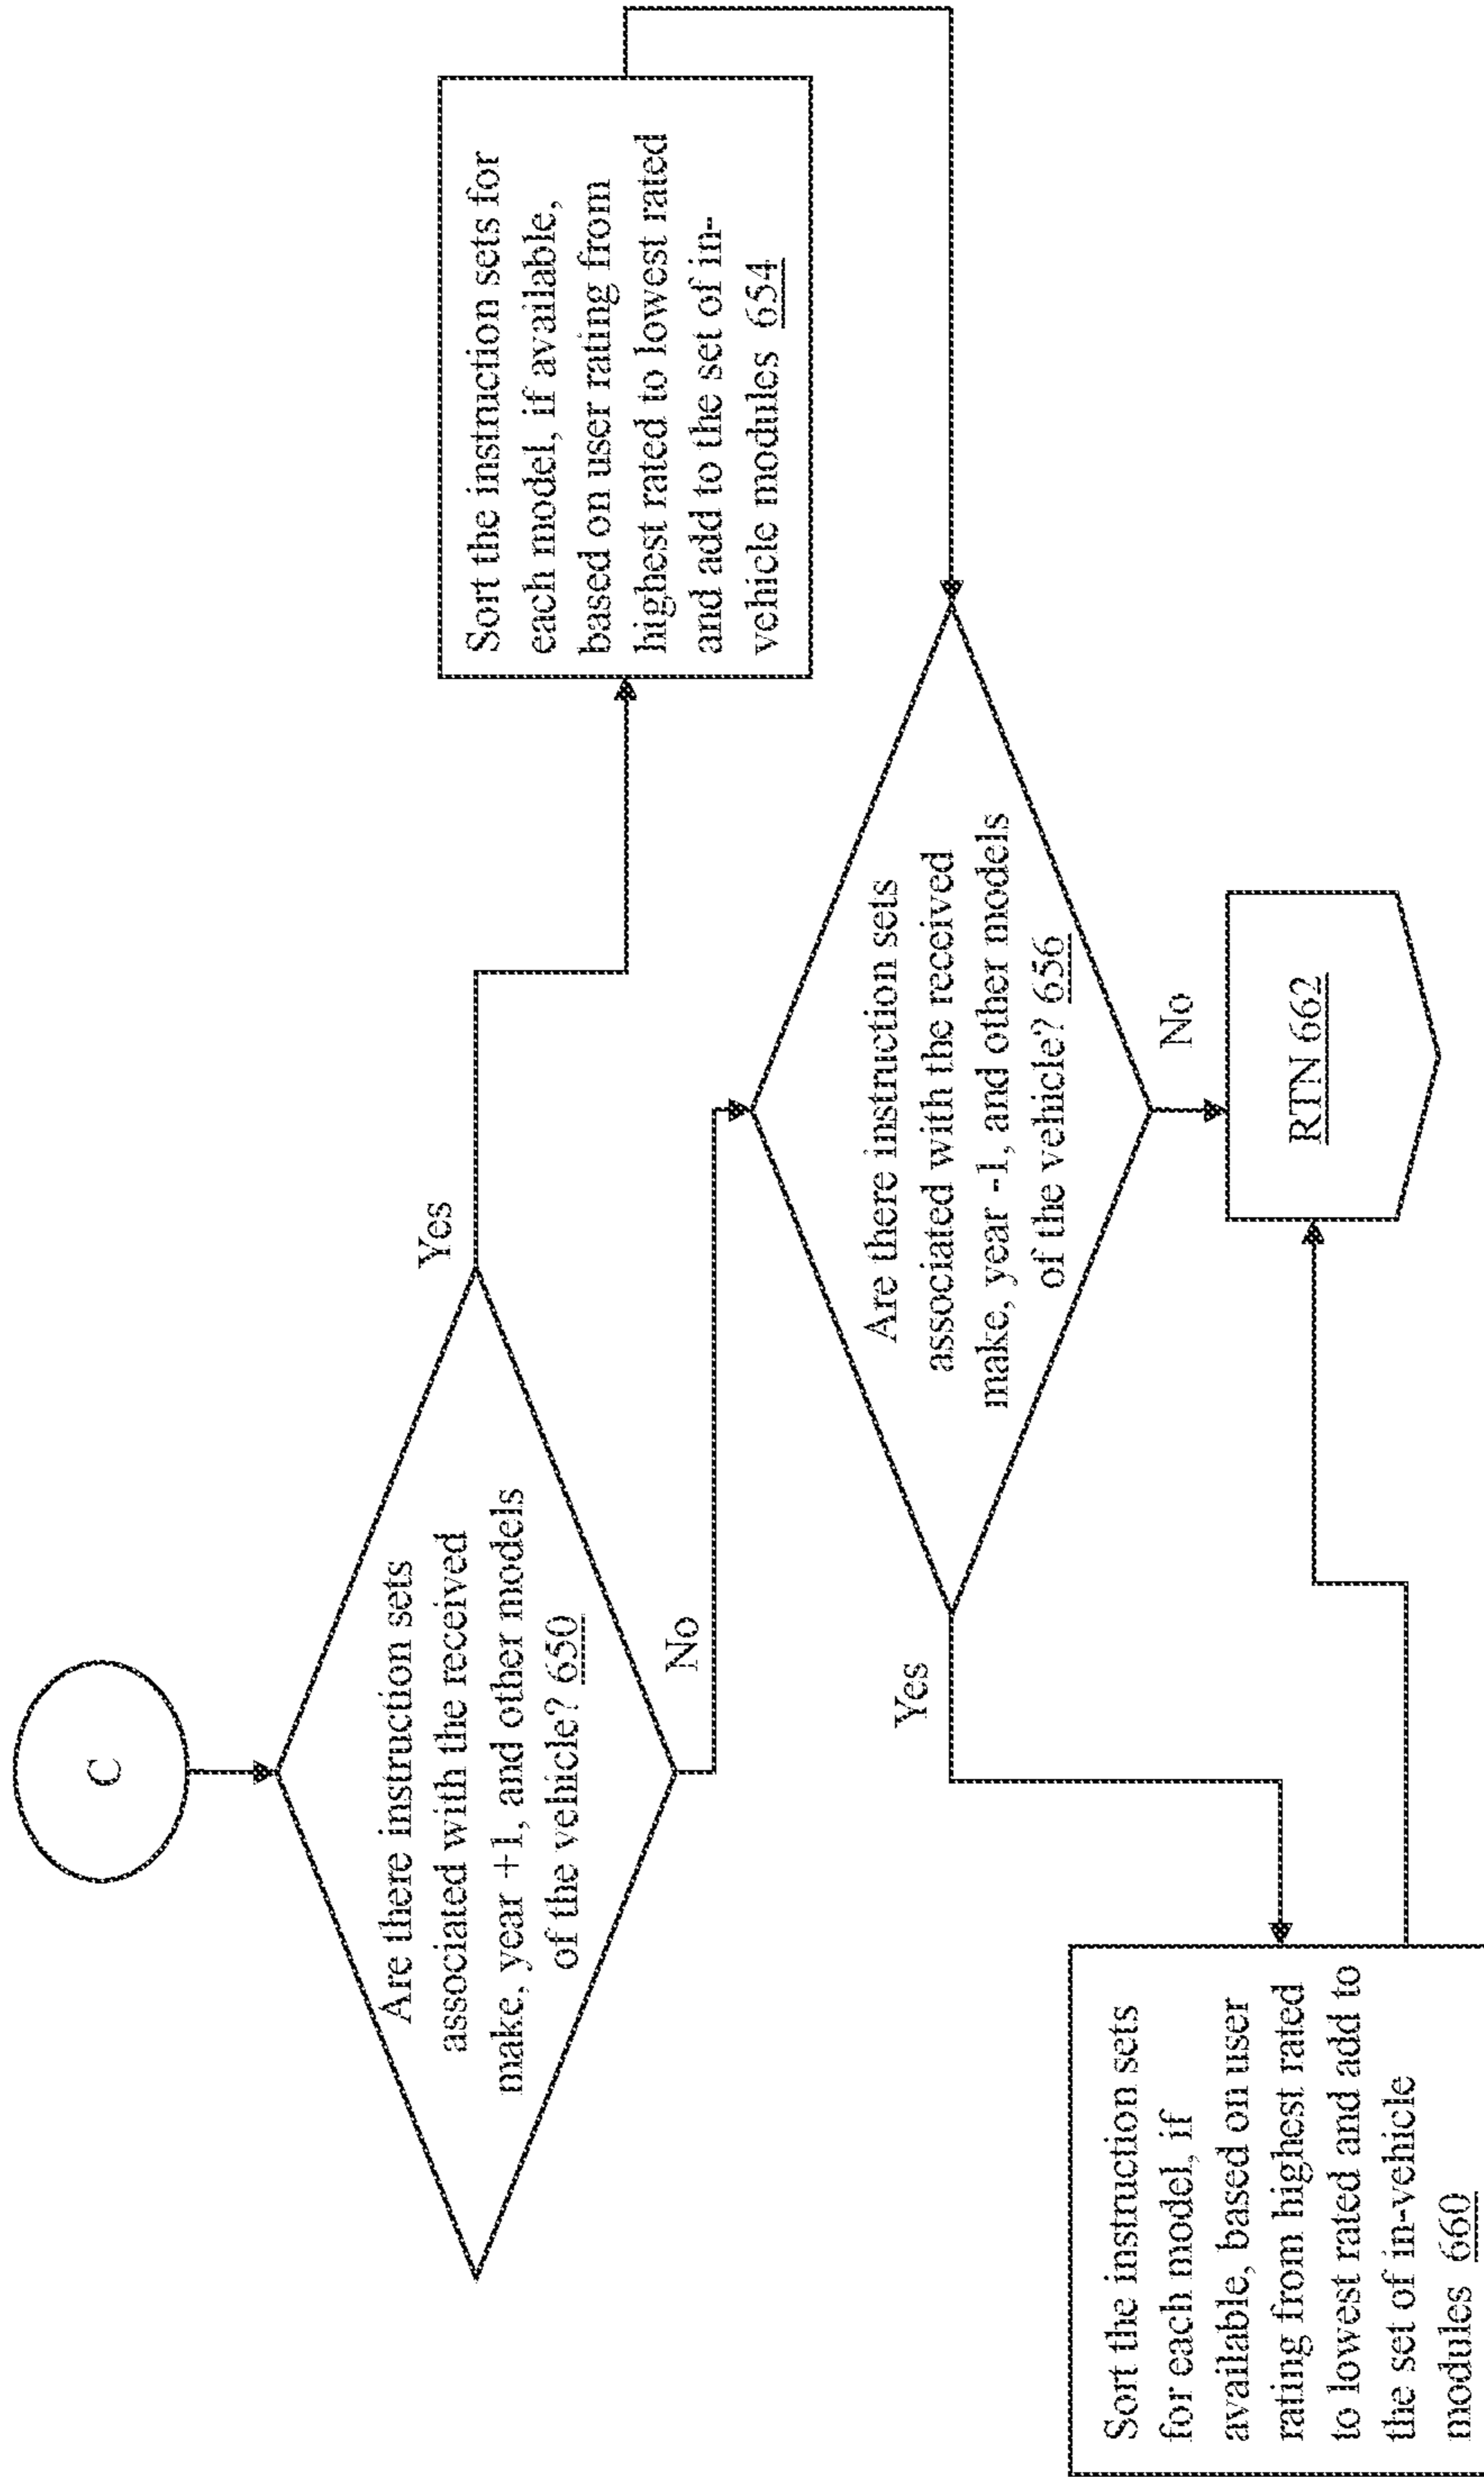 C
Are there instruction sets
associated with the received
make, year +1, and other models
of the vehicle? 650
Yes
No
Sort the instruction sets for
each model, if available,
based on user rating from
highest rated to lowest rated
and add to the set of in-
vehicle modules 654
Are there instruction sets
associated with the received
make, year -1, and other models
of the vehicle? 656
Yes
No
Sort the instruction sets
for each model, if
available, based on user
rating from highest rated
to lowest rated and add to
the set of in-vehicle
modules 660
RTN 662